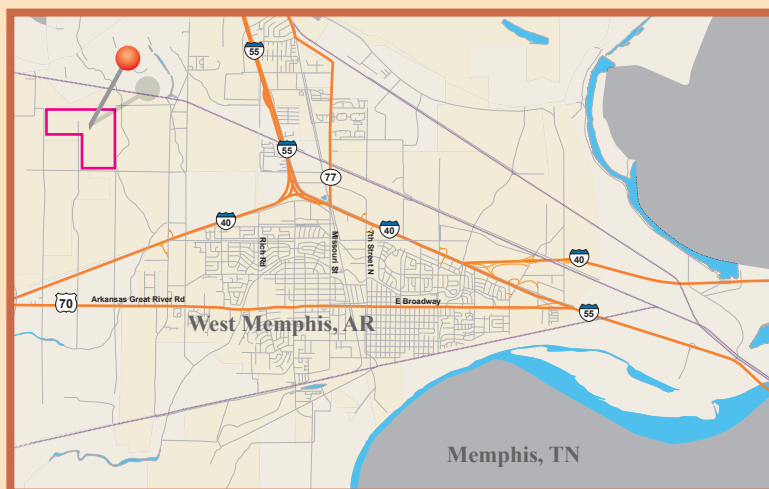 55
55
77
40
40
Rich Rd
Missouri St
7th Street N
40
70
Arkansas Great River Rd
E Broadway
55
West Memphis, AR
Memphis, TN